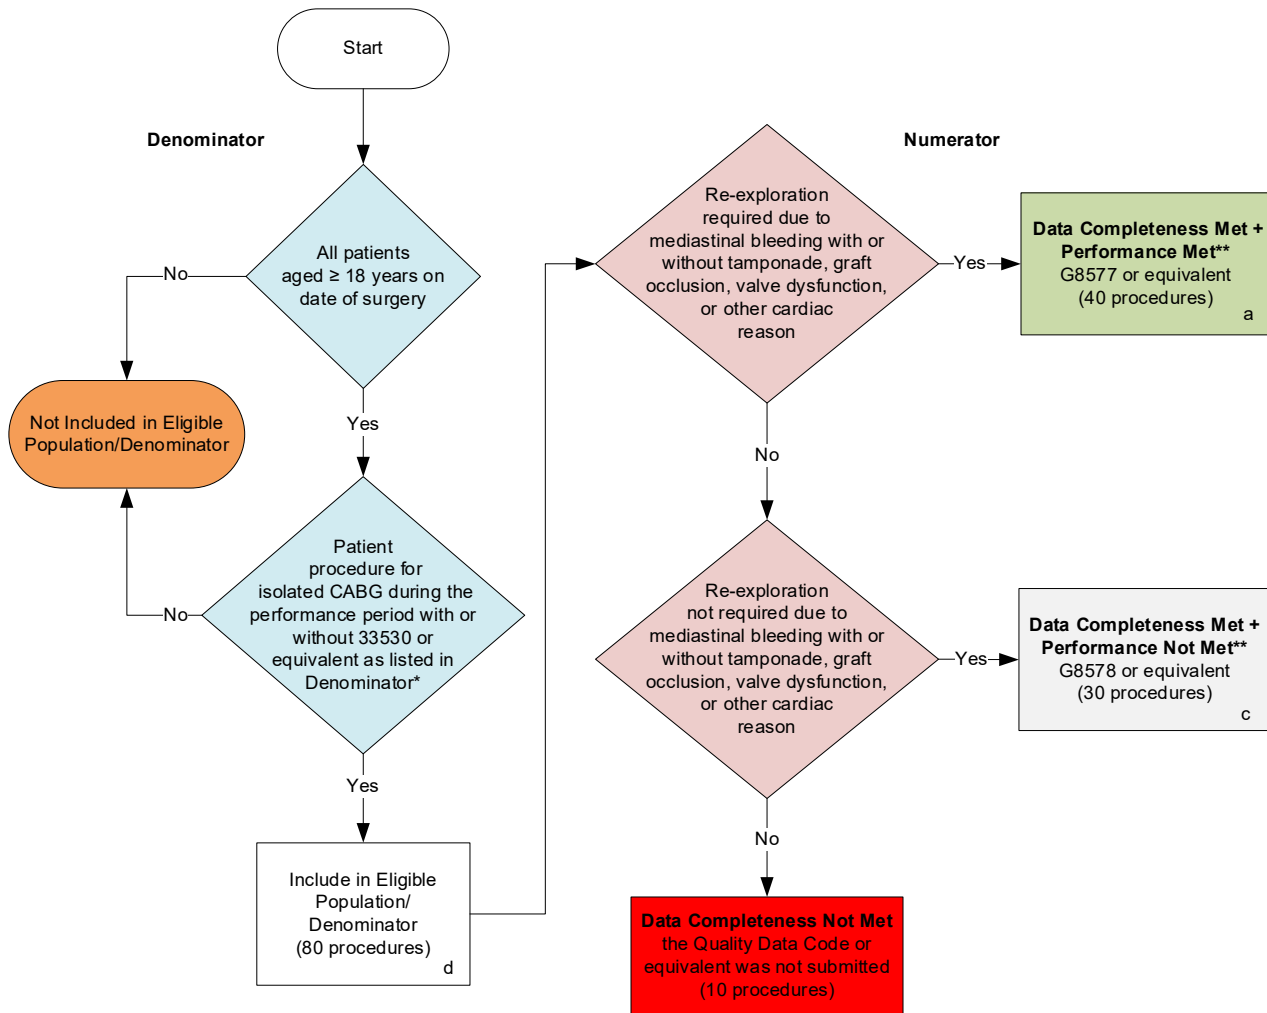 Start
Denominator
All patients
aged ≥ 18 years on
date of surgery
No
Not Included in Eligible
Population/Denominator
Yes
Patient
procedure for
isolated CABG during the
performance period with or
without 33530 or
equivalent as listed in
Denominator*
No
Yes
Include in Eligible
Population/
Denominator
(80 procedures)
d
Numerator
Re-exploration
required due to
mediastinal bleeding with or
without tamponade, graft
occlusion, valve dysfunction,
or other cardiac
reason
Yes
Data Completeness Met +
Performance Met**
G8577 or equivalent
(40 procedures)
a
No
Re-exploration
not required due to
mediastinal bleeding with or
without tamponade, graft
occlusion, valve dysfunction,
or other cardiac
reason
Yes
Data Completeness Met +
Performance Not Met**
G8578 or equivalent
(30 procedures)
c
No
Data Completeness Not Met
the Quality Data Code or
equivalent was not submitted
(10 procedures)